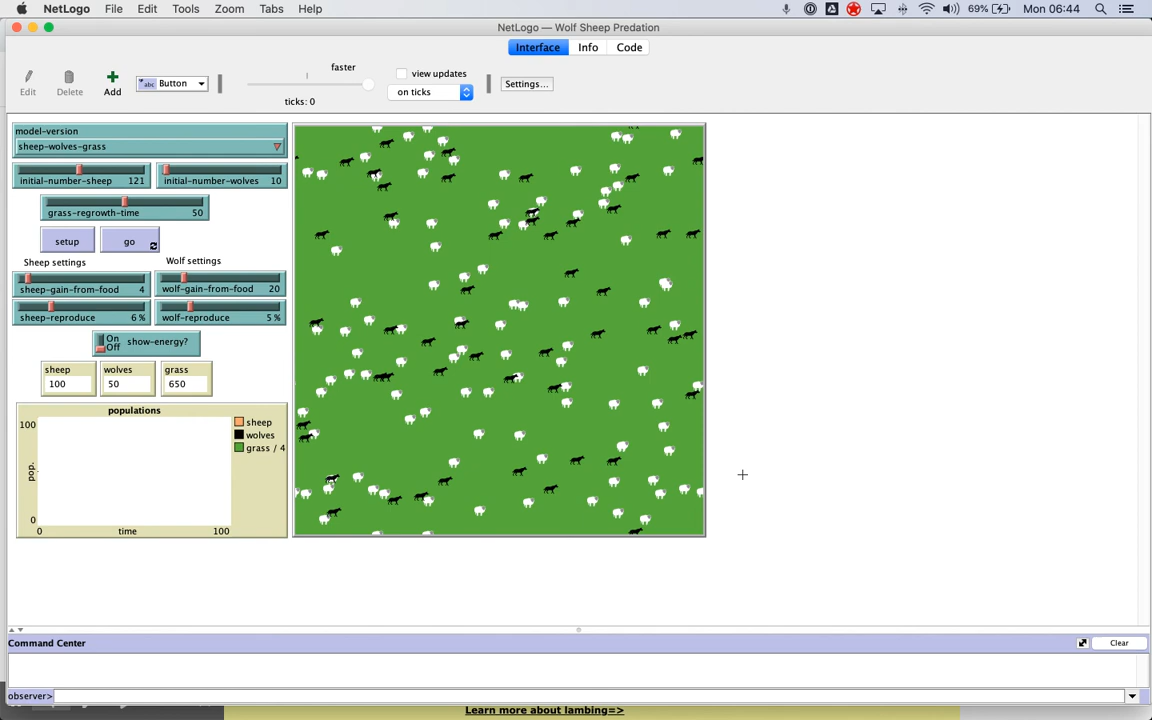 NetLogo File Edit Tools Zoom Tabs Help 69% Mon 06:44
NetLogo — Wolf Sheep Predation
Interface Info Code
Edit Delete Add abc Button faster view updates
on ticks Settings...
ticks: 0
model-version
sheep-wolves-grass
initial-number-sheep 121 initial-number-wolves 10
grass-regrowth-time 50
setup go
Sheep settings Wolf settings
sheep-gain-from-food 4 wolf-gain-from-food 20
sheep-reproduce 6 % wolf-reproduce 5 %
On
Off show-energy?
sheep wolves grass
100 50 650
populations
100
pop.
0
0 time 100
sheep
wolves
grass / 4
Command Center Clear
observer>
Learn more about lambing=>